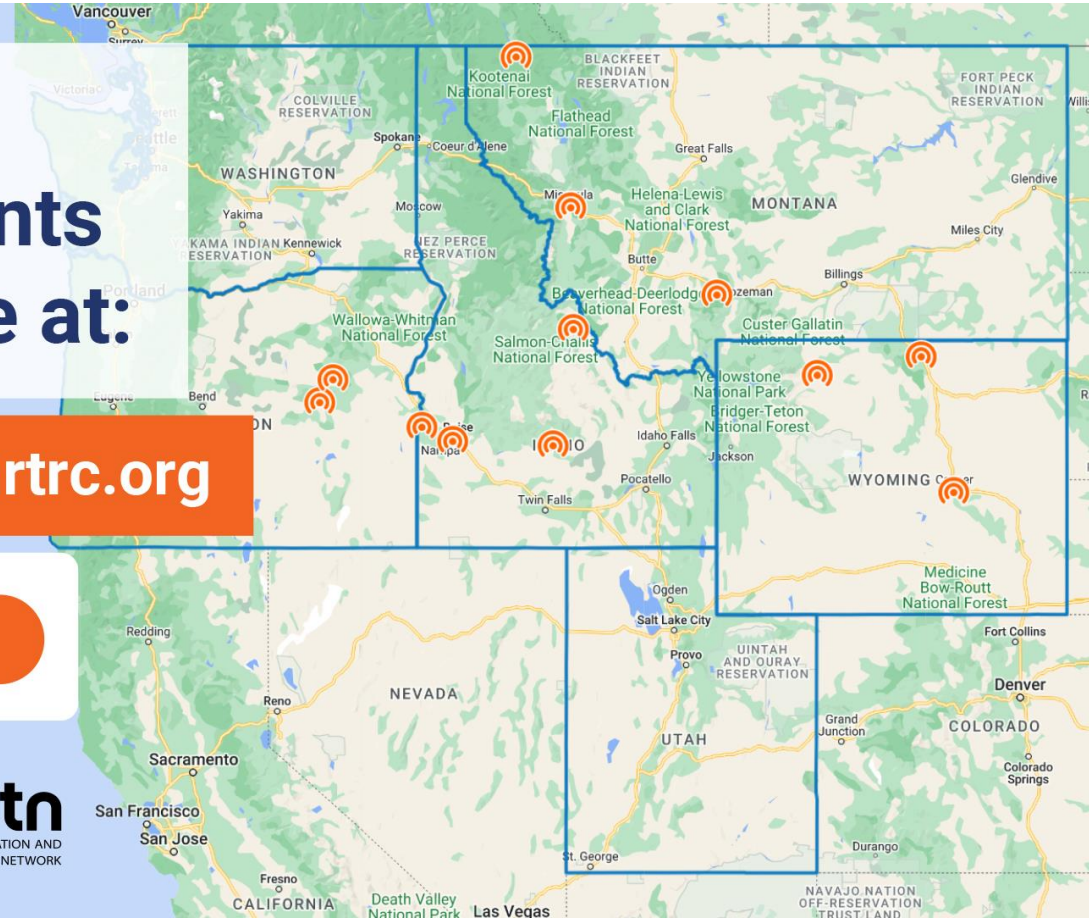 Vancouver
Surrey
Victoria
COLVILLE
RESERVATION
Spokane
Coeur d'Alene
WASHINGTON
Yakima
Moscow
YAKAMA INDIAN
RESERVATION
Kennewick
NEZ PERCE
RESERVATION
Portland
nts
e at:
rtrc.org
Kootenai
National Forest
BLACKFEET
INDIAN
RESERVATION
Flathead
National Forest
FORT PECK
INDIAN
RESERVATION
Great Falls
Glendive
Helena-Lewis
and Clark
National Forest
MONTANA
Miles City
Butte
Billings
Beaverhead-Deerlodge
National Forest
Custer Gallatin
National Forest
Wallowa-Whitman
National Forest
Salmon-Challis
National Forest
Yellowstone
National Park
Bridger-Teton
National Forest
Eugene
Bend
ON
Nampa
Idaho Falls
Jackson
Pocatello
Twin Falls
WYOMING
Medicine
Bow-Routt
National Forest
Ogden
Salt Lake City
Provo
UINTAH
AND OURAY
RESERVATION
Fort Collins
Denver
COLORADO
Grand
Junction
Colorado
Springs
Durango
Redding
Reno
NEVADA
UTAH
Sacramento
San Francisco
San Jose
Fresno
CALIFORNIA
Death Valley
National Park
Las Vegas
St. George
NAVAJO NATION
OFF-RESERVATION
TRUST LAND
tn
ATION AND
NETWORK